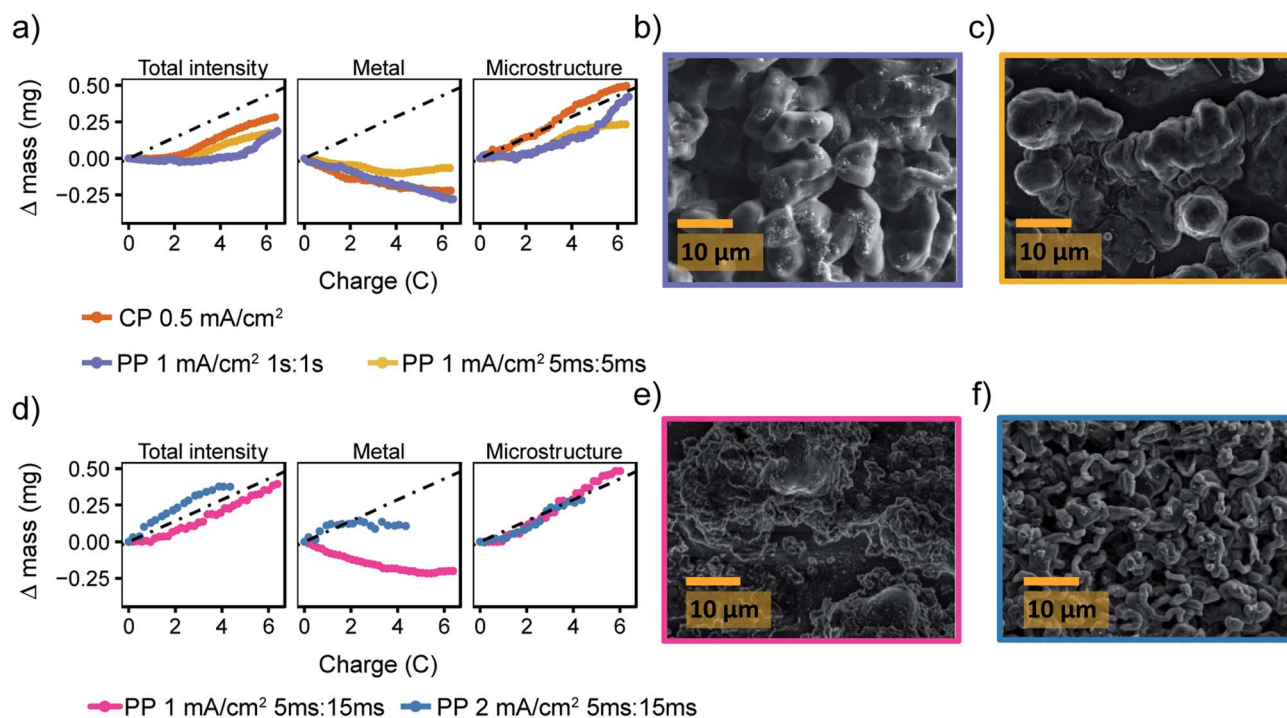 a)
b)
c)
Total intensity Metal Microstructure
Δ mass (mg)
0.50
0.25
0.00
−0.25
0 2 4 6 0 2 4 6 0 2 4 6
Charge (C)
10 μm
10 μm
CP 0.5 mA/cm²
PP 1 mA/cm² 1s:1s PP 1 mA/cm² 5ms:5ms
d)
e)
f)
Total intensity Metal Microstructure
Δ mass (mg)
0.50
0.25
0.00
−0.25
0 2 4 6 0 2 4 6 0 2 4 6
Charge (C)
10 μm
10 μm
PP 1 mA/cm² 5ms:15ms PP 2 mA/cm² 5ms:15ms